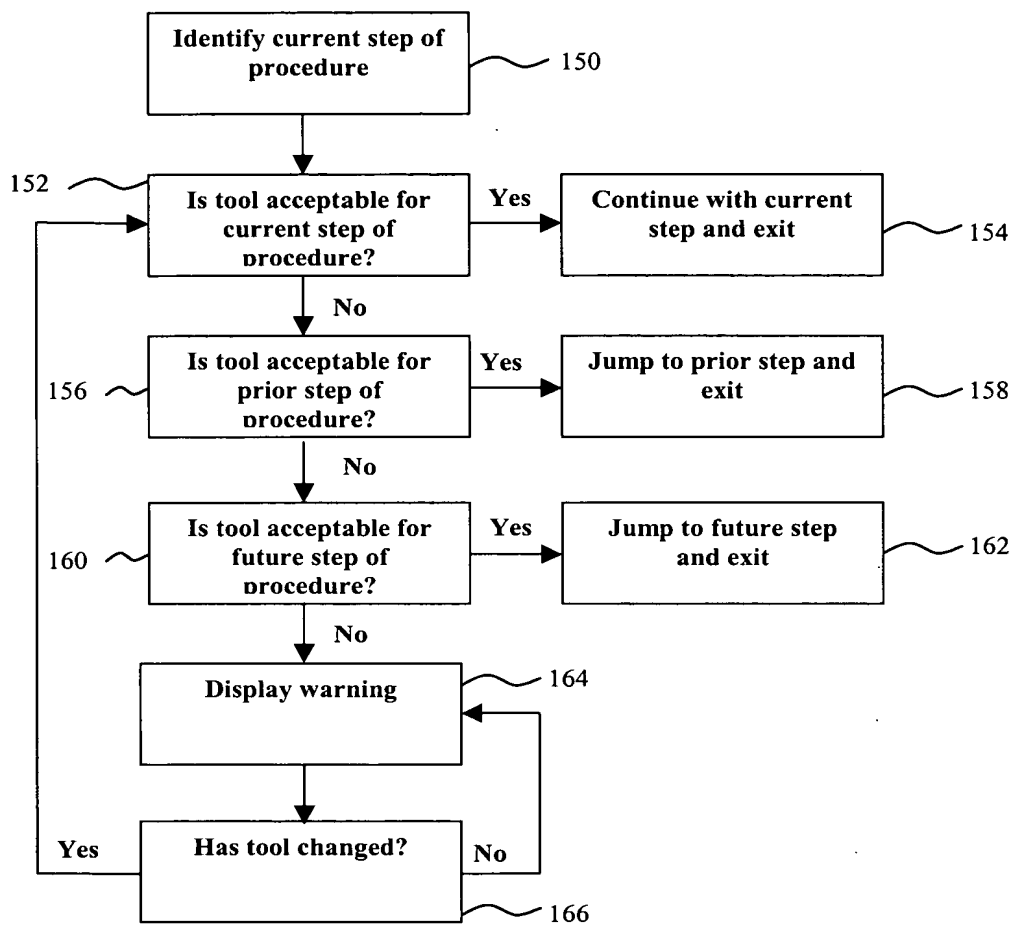 Identify current step of
procedure
150
152
Is tool acceptable for
current step of
procedure?
Yes
Continue with current
step and exit
154
No
156
Is tool acceptable for
prior step of
procedure?
Yes
Jump to prior step and
exit
158
No
160
Is tool acceptable for
future step of
procedure?
Yes
Jump to future step
and exit
162
No
Display warning
164
Yes
Has tool changed?
No
166